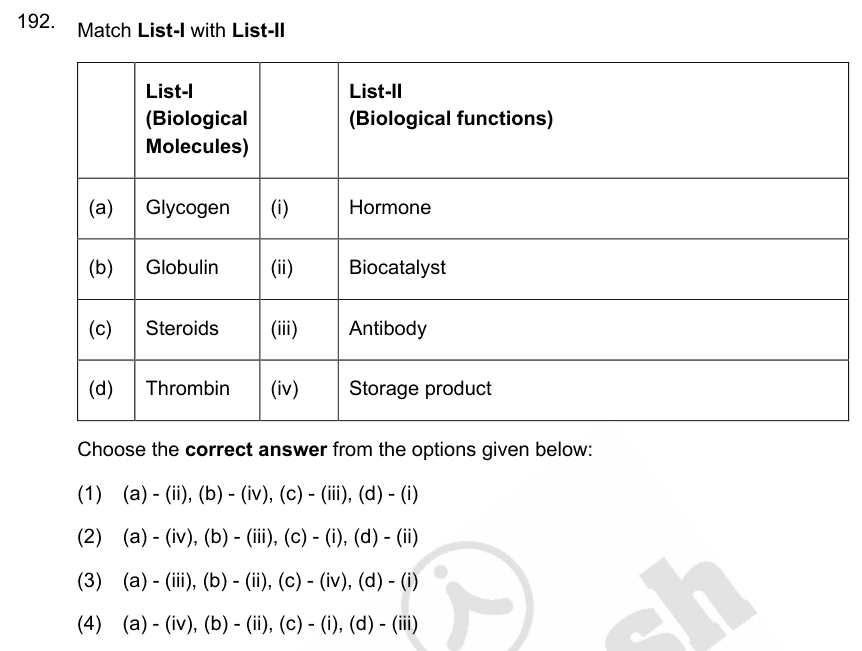 192. Match List-I with List-II
List-I
(Biological
Molecules)
List-II
(Biological functions)
(a) Glycogen (i) Hormone
(b) Globulin (ii) Biocatalyst
(c) Steroids (iii) Antibody
(d) Thrombin (iv) Storage product
Choose the correct answer from the options given below:
(1) (a) - (ii), (b) - (iv), (c) - (iii), (d) - (i)
(2) (a) - (iv), (b) - (iii), (c) - (i), (d) - (ii)
(3) (a) - (iii), (b) - (ii), (c) - (iv), (d) - (i)
(4) (a) - (iv), (b) - (ii), (c) - (i), (d) - (iii)